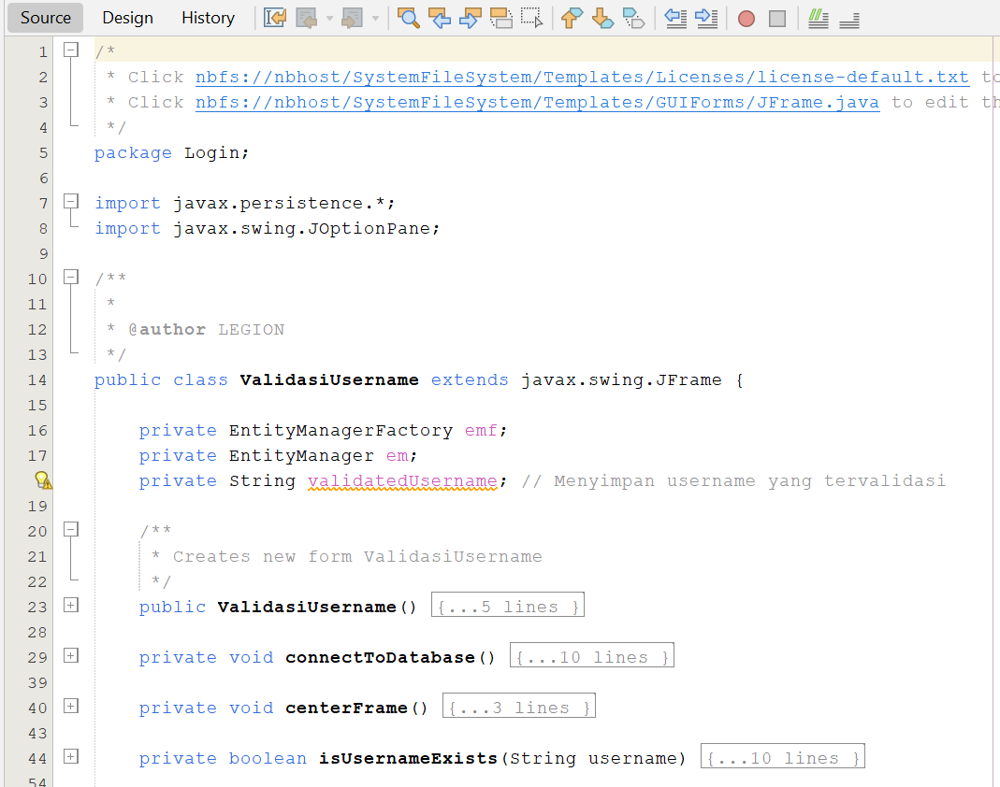 Source Design History
1 /*
2 * Click nbfs://nbhost/SystemFileSystem/Templates/Licenses/license-default.txt to
3 * Click nbfs://nbhost/SystemFileSystem/Templates/GUIForms/JFrame.java to edit th
4 */
5 package Login;
6
7 import javax.persistence.*;
8 import javax.swing.JOptionPane;
9
10 /**
11 *
12 * @author LEGION
13 */
14 public class ValidasiUsername extends javax.swing.JFrame {
15
16 private EntityManagerFactory emf;
17 private EntityManager em;
private String validatedUsername; // Menyimpan username yang tervalidasi
19
20 /**
21 * Creates new form ValidasiUsername
22 */
23 public ValidasiUsername() {...5 lines }
28
29 private void connectToDatabase() {...10 lines }
39
40 private void centerFrame() {...3 lines }
43
44 private boolean isUsernameExists(String username) {...10 lines }
54